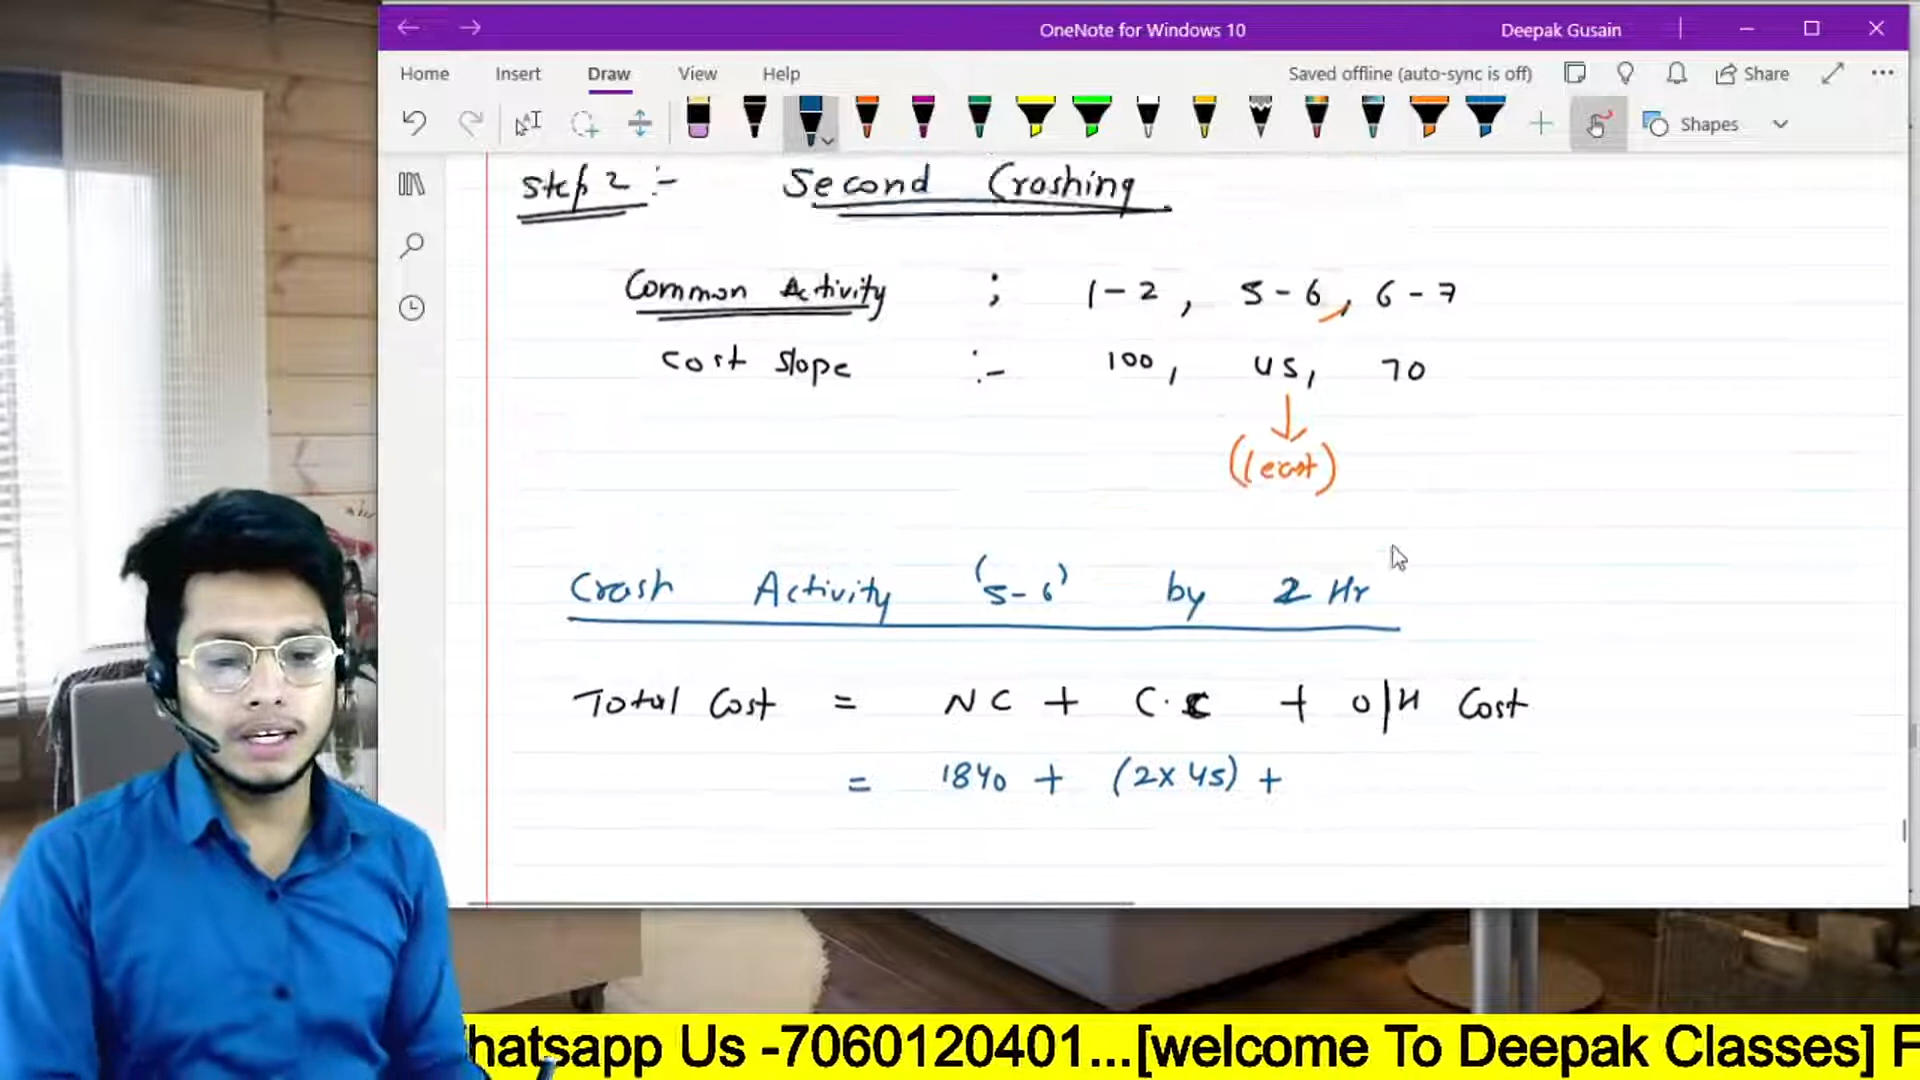 OneNote for Windows 10
Deepak Gusain
Home Insert Draw View Help
Saved offline (auto-sync is off) Share
Shapes
Step 2 :- Second Crashing
Common Activity ; 1-2 , 5-6 , 6-7
Cost Slope :- 100, 45, 70
(least)
Crash Activity (5-6) by 2 Hr
Total Cost = NC + C.C + O|H Cost
= 1840 + (2x45) +
hatsapp Us -7060120401...[welcome To Deepak Classes] F